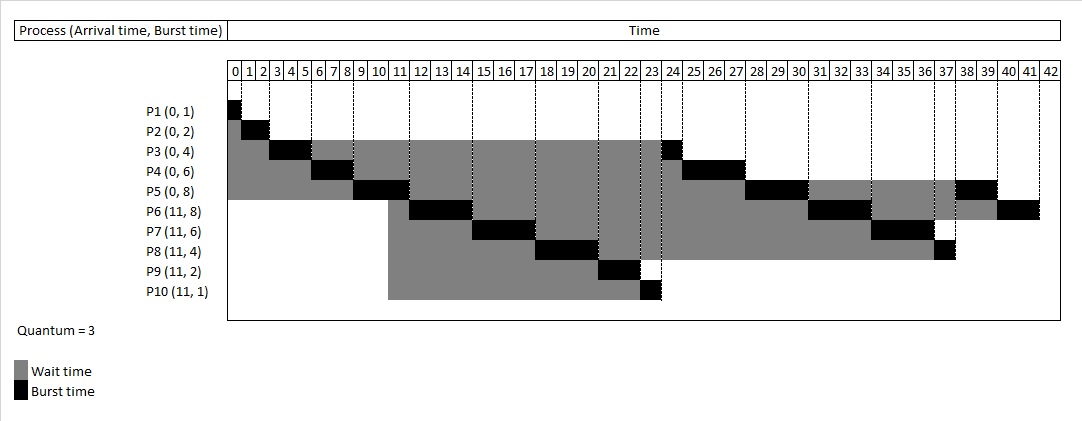 Process (Arrival time, Burst time) Time
0 1 2 3 4 5 6 7 8 9 10 11 12 13 14 15 16 17 18 19 20 21 22 23 24 25 26 27 28 29 30 31 32 33 34 35 36 37 38 39 40 41 42
P1 (0, 1)
P2 (0, 2)
P3 (0, 4)
P4 (0, 6)
P5 (0, 8)
P6 (11, 8)
P7 (11, 6)
P8 (11, 4)
P9 (11, 2)
P10 (11, 1)
Quantum = 3
Wait time
Burst time